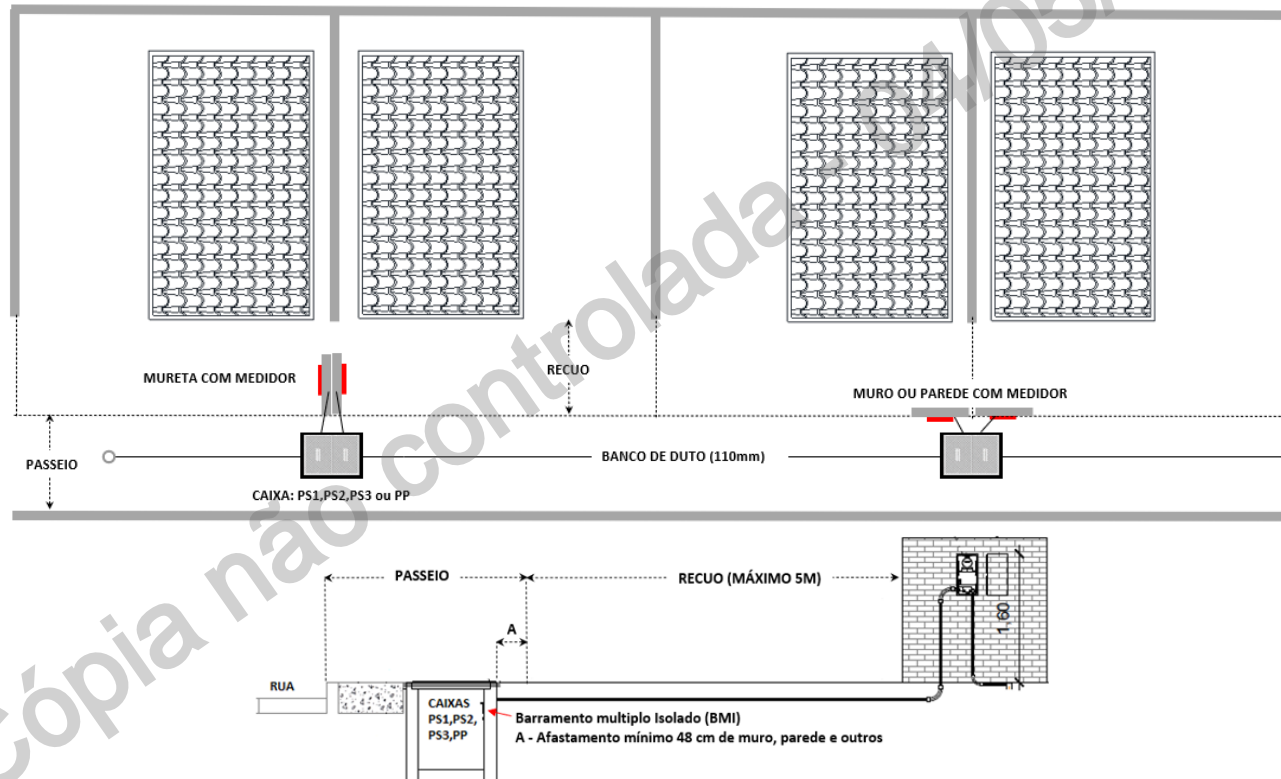 MURETA COM MEDIDOR
RECUO
MURO OU PAREDE COM MEDIDOR
PASSEIO
BANCO DE DUTO (110mm)
CAIXA: PS1,PS2,PS3 ou PP
PASSEIO
RECUO (MÁXIMO 5M)
A
1,60
RUA
CAIXAS
PS1,PS2,
PS3,PP
Barramento multiplo Isolado (BMI)
A - Afastamento mínimo 48 cm de muro, parede e outros
Cópia não controlada - 04/05/